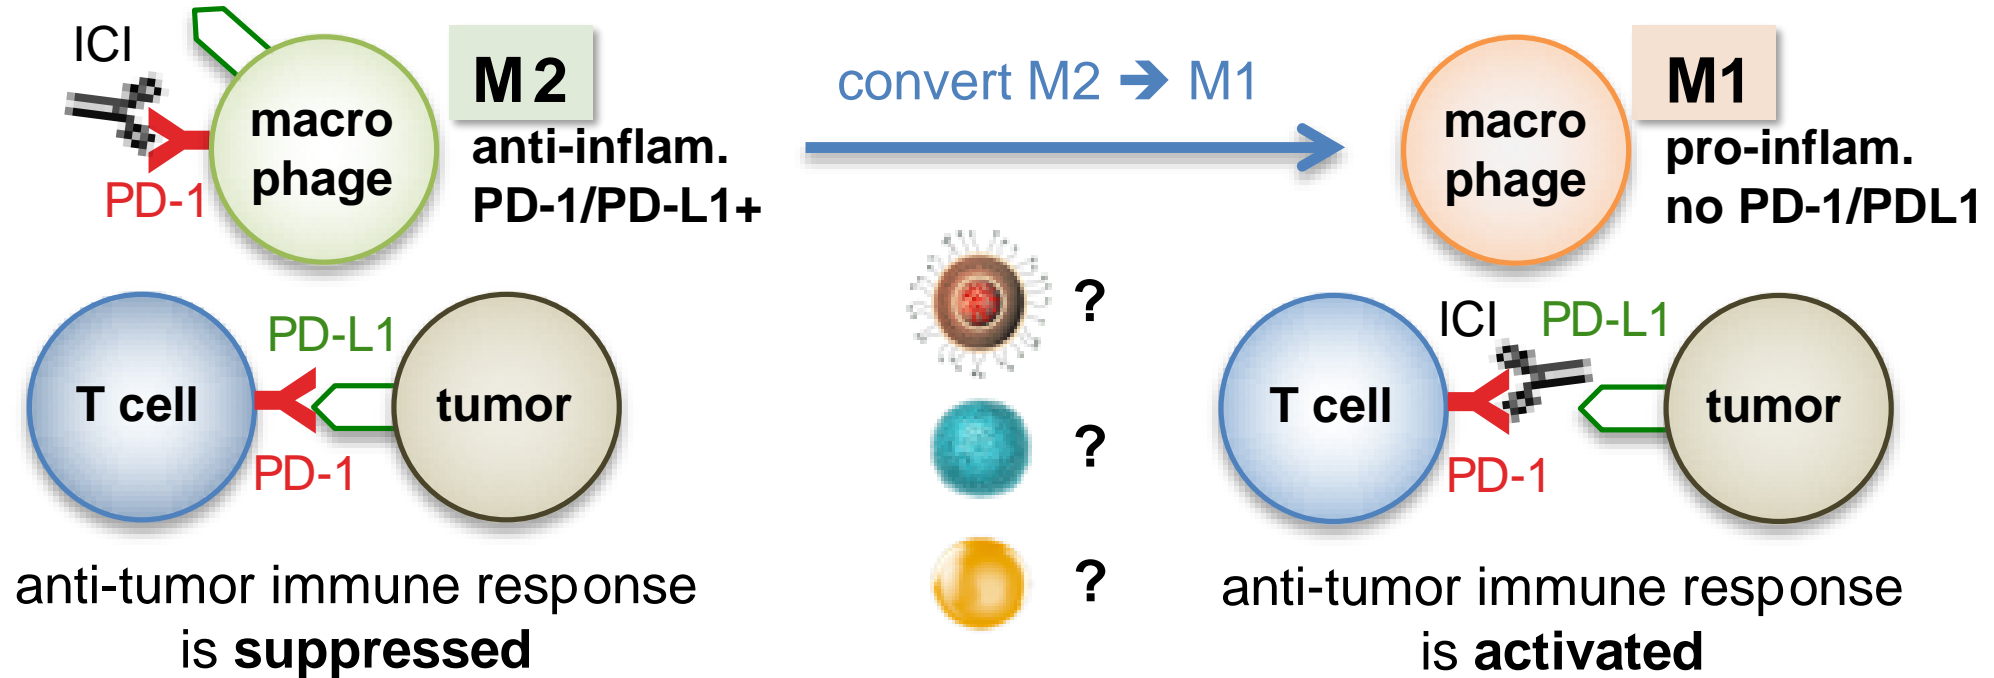 ICI
PD-1
macro
phage
M2
anti-inflam.
PD-1/PD-L1+
convert M2 → M1
macro
phage
M1
pro-inflam.
no PD-1/PDL1
T cell
PD-L1
PD-1
tumor
anti-tumor immune response
is suppressed
?
?
?
T cell
ICI
PD-L1
PD-1
tumor
anti-tumor immune response
is activated